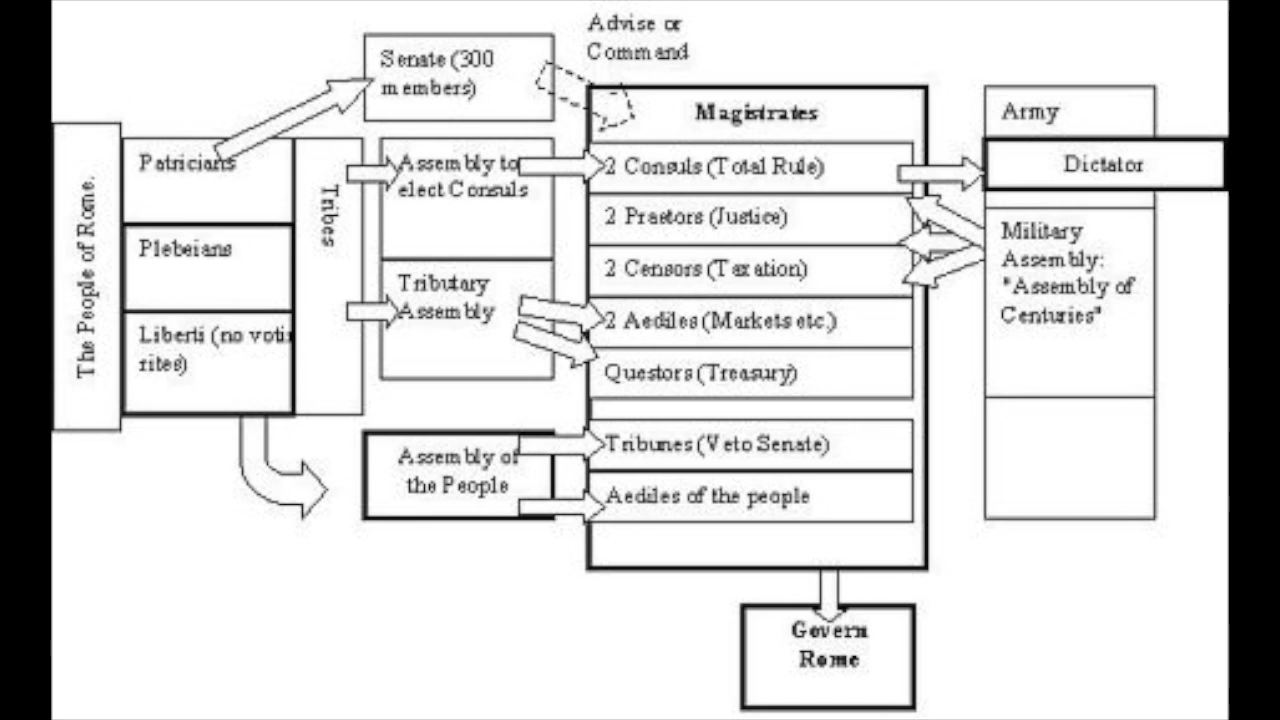 Advise or
Command
Senate (300
members)
Magistrates
Army
The People of Rome.
Patricians
Tribes
Assembly to
elect Consuls
2 Consuls (Total Rule)
Dictator
2 Praetors (Justice)
Plebeians
Military
Assembly:
"Assembly of
Centuries"
2 Censors (Taxation)
Tributary
Assembly
2 Aediles (Markets etc.)
Liberti (no voti
rites)
Questors (Treasury)
Assembly of
the People
Tribunes (Veto Senate)
Aediles of the people
Govern
Rome